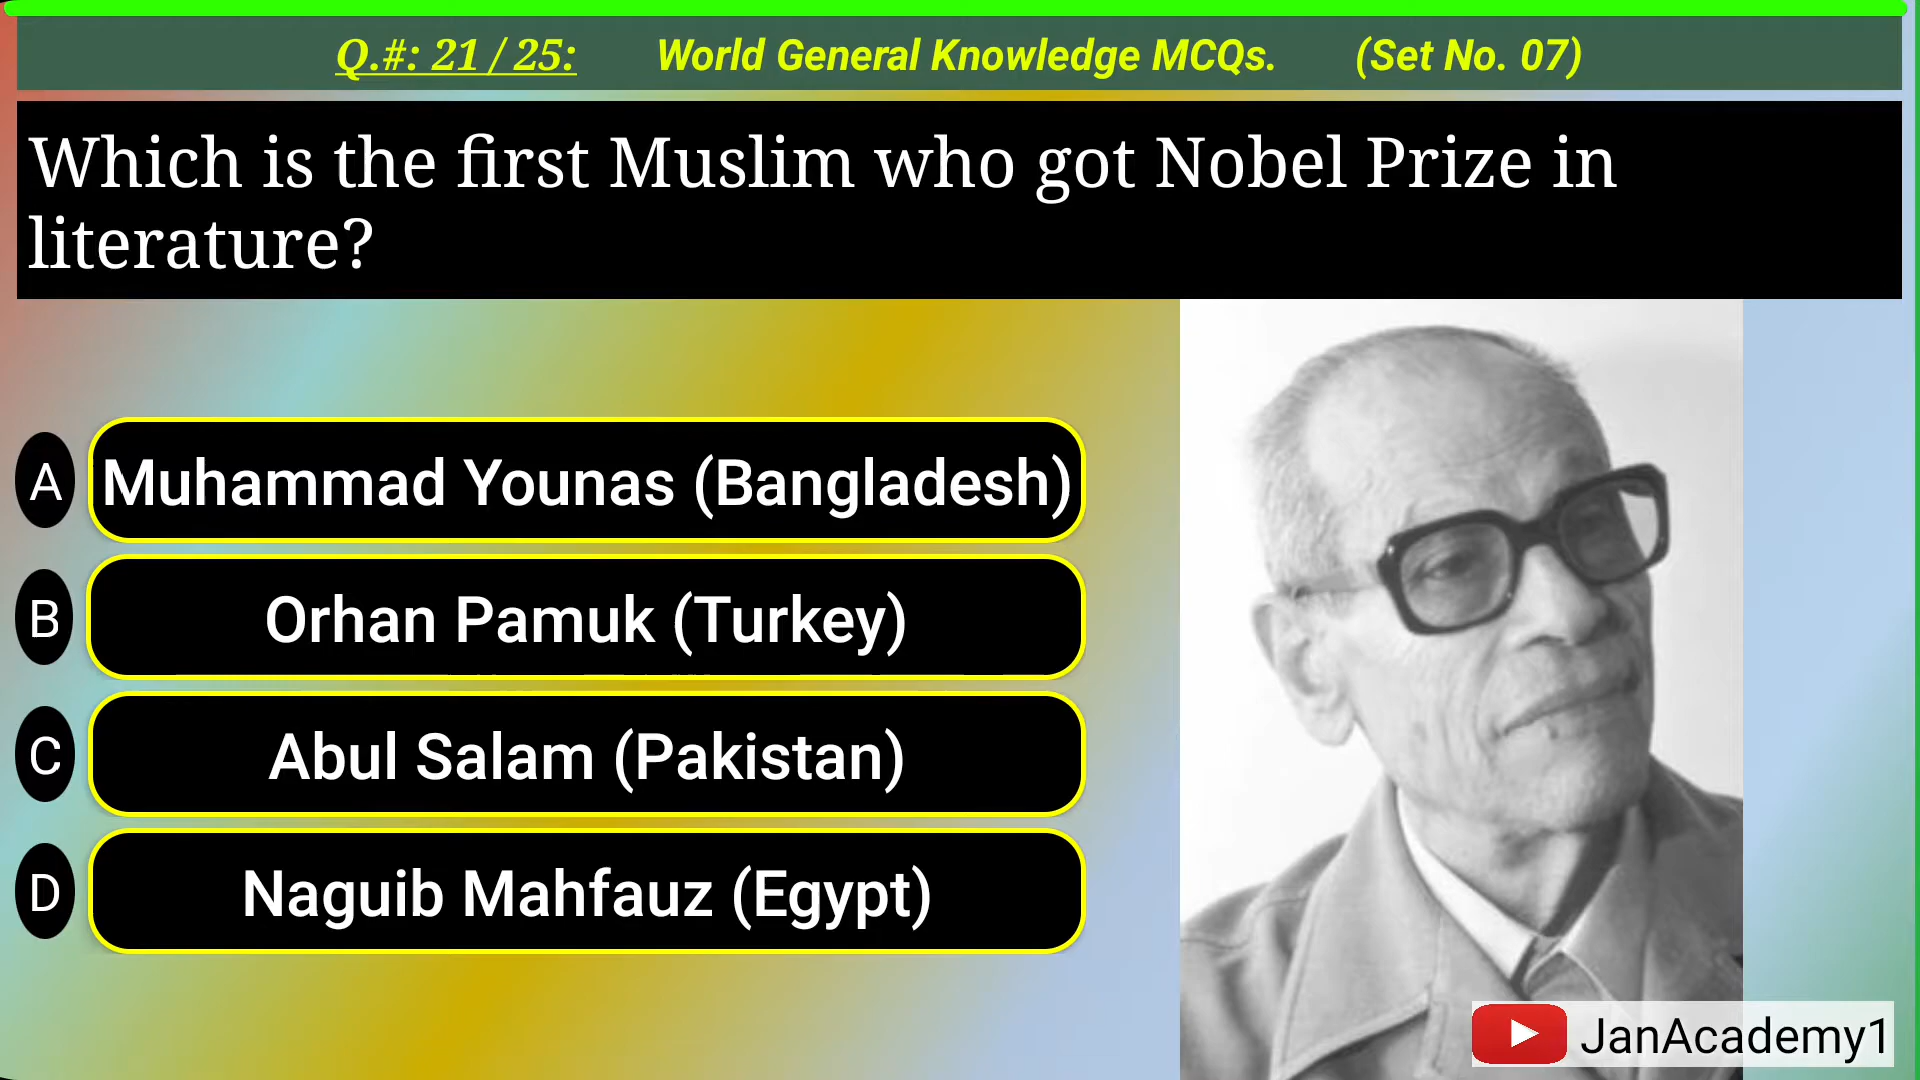 Q.#: 21 / 25: World General Knowledge MCQs. (Set No. 07)
Which is the first Muslim who got Nobel Prize in
literature?
A Muhammad Younas (Bangladesh)
B Orhan Pamuk (Turkey)
C Abul Salam (Pakistan)
D Naguib Mahfauz (Egypt)
JanAcademy1